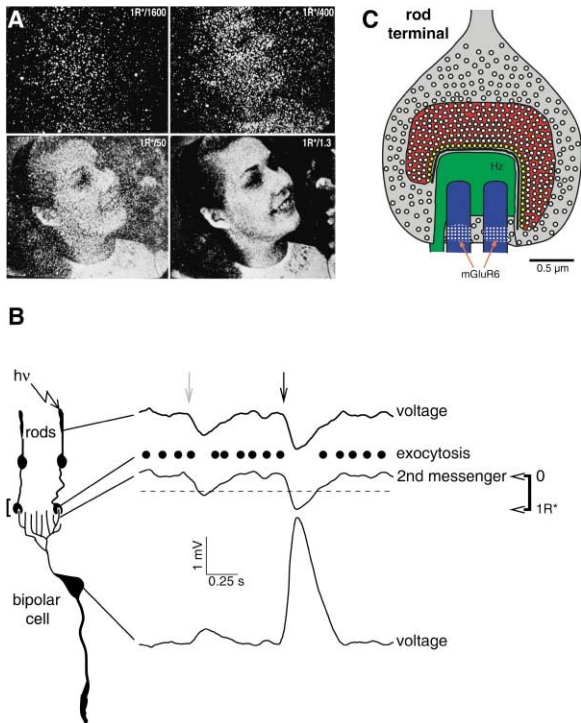 A
1R*/1600
1R*/400
1R*/50
1R*/1.3
C
rod
terminal
Hz
mGluR6
0.5 µm
B
hν
rods
voltage
exocytosis
2nd messenger
0
1R*
1 mV
0.25 s
bipolar
cell
voltage